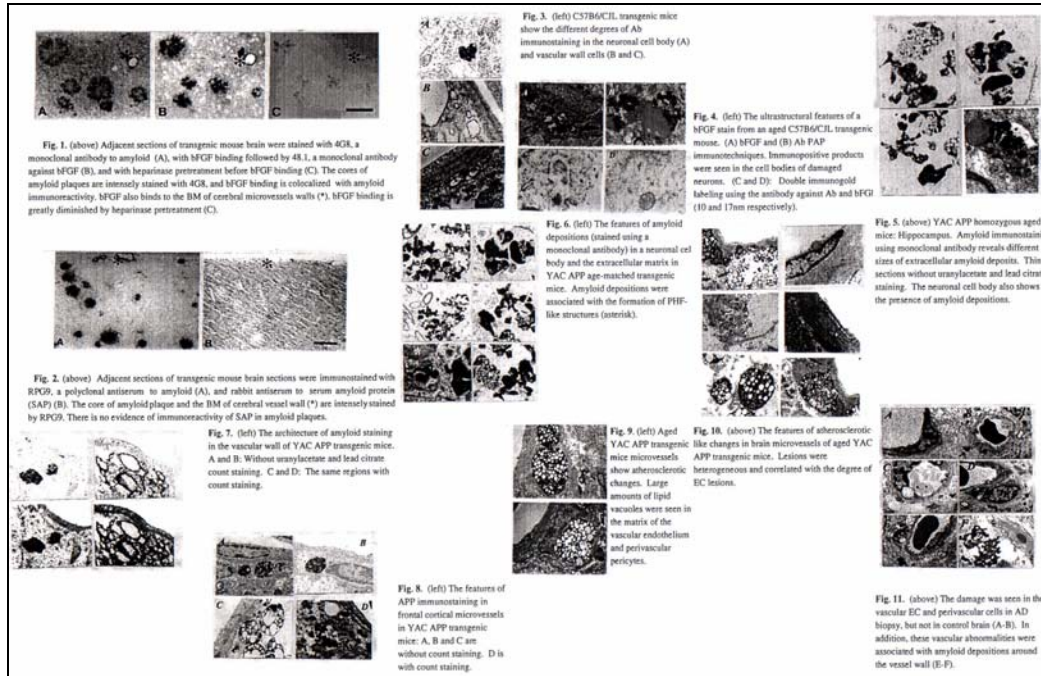 A
B
C
Fig. 1. (above) Adjacent sections of transgenic mouse brain were stained with 4G8, a
monoclonal antibody to amyloid (A), with bFGF binding followed by 48.1, a monoclonal antibody
against bFGF (B), and with heparinase pretreatment before bFGF binding (C). The cores of
amyloid plaques are intensely stained with 4G8, and bFGF binding is colocalized with amyloid
immunoreactivity. bFGF also binds to the BM of cerebral microvessels walls (*). bFGF binding is
greatly diminished by heparinase pretreatment (C).
A
B
Fig. 2. (above) Adjacent sections of transgenic mouse brain sections were immunostained with
RPG9, a polyclonal antiserum to amyloid (A), and rabbit antiserum to serum amyloid protein
(SAP) (B). The core of amyloid plaque and the BM of cerebral vessel wall (*) are intensely stained
by RPG9. There is no evidence of immunoreactivity of SAP in amyloid plaques.
Fig. 3. (left) C57B6/CJL transgenic mice
show the different degrees of Ab
immunostaining in the neuronal cell body (A)
and vascular wall cells (B and C).
A
B
C
Fig. 4. (left) The ultrastructural features of a
bFGF stain from an aged C57B6/CJL transgenic
mouse. (A) bFGF and (B) Ab PAP
immunotechniques. Immunopositive products
were seen in the cell bodies of damaged
neurons. (C and D): Double immunogold
labeling using the antibody against Ab and bFGF
(10 and 17nm respectively).
Fig. 5. (above) YAC APP homozygous aged
mice: Hippocampus. Amyloid immunostaini
using monoclonal antibody reveals different
sizes of extracellular amyloid deposits. Thin
sections without uranylacetate and lead citrat
staining. The neuronal cell body also shows
the presence of amyloid depositions.
Fig. 6. (left) The features of amyloid
depositions (stained using a
monoclonal antibody) in a neuronal cel
body and the extracellular matrix in
YAC APP age-matched transgenic
mice. Amyloid depositions were
associated with the formation of PHF-
like structures (asterisk).
Fig. 7. (left) The architecture of amyloid staining
in the vascular wall of YAC APP transgenic mice.
A and B: Without uranylacetate and lead citrate
count staining. C and D: The same regions with
count staining.
B
C
D
Fig. 8. (left) The features of
APP immunostaining in
frontal cortical microvessels
in YAC APP transgenic
mice: A, B and C are
without count staining. D is
with count staining.
Fig. 9. (left) Aged
YAC APP transgenic
mice microvessels
show atherosclerotic
changes. Large
amounts of lipid
vacuoles were seen in
the matrix of the
vascular endothelium
and perivascular
pericytes.
Fig. 10. (above) The features of atherosclerotic
like changes in brain microvessels of aged YAC
APP transgenic mice. Lesions were
heterogeneous and correlated with the degree of
EC lesions.
Fig. 11. (above) The damage was seen in the
vascular EC and perivascular cells in AD
biopsy, but not in control brain (A-B). In
addition, these vascular abnormalities were
associated with amyloid depositions around
the vessel wall (E-F).